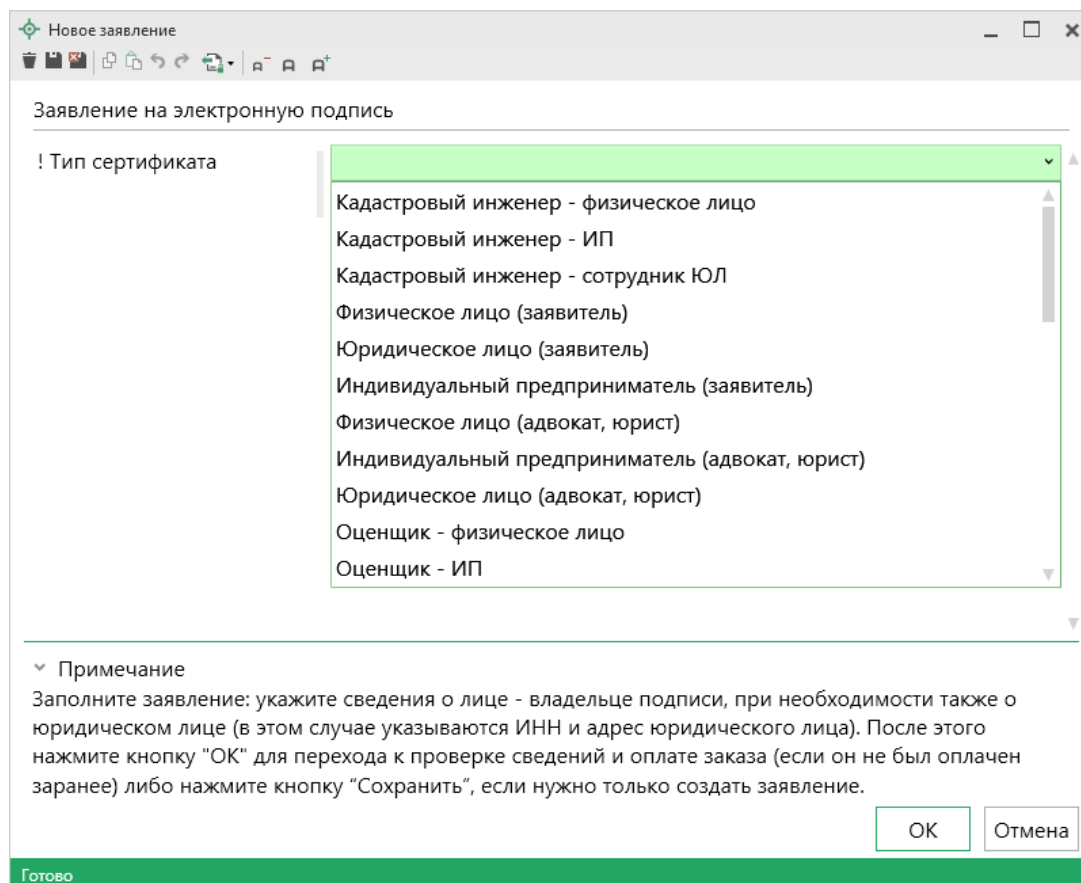 Новое заявление
Заявление на электронную подпись
! Тип сертификата
Кадастровый инженер - физическое лицо
Кадастровый инженер - ИП
Кадастровый инженер - сотрудник ЮЛ
Физическое лицо (заявитель)
Юридическое лицо (заявитель)
Индивидуальный предприниматель (заявитель)
Физическое лицо (адвокат, юрист)
Индивидуальный предприниматель (адвокат, юрист)
Юридическое лицо (адвокат, юрист)
Оценщик - физическое лицо
Оценщик - ИП
Примечание
Заполните заявление: укажите сведения о лице - владельце подписи, при необходимости также о
юридическом лице (в этом случае указываются ИНН и адрес юридического лица). После этого
нажмите кнопку "ОК" для перехода к проверке сведений и оплате заказа (если он не был оплачен
заранее) либо нажмите кнопку “Сохранить”, если нужно только создать заявление.
ОК Отмена
Готово